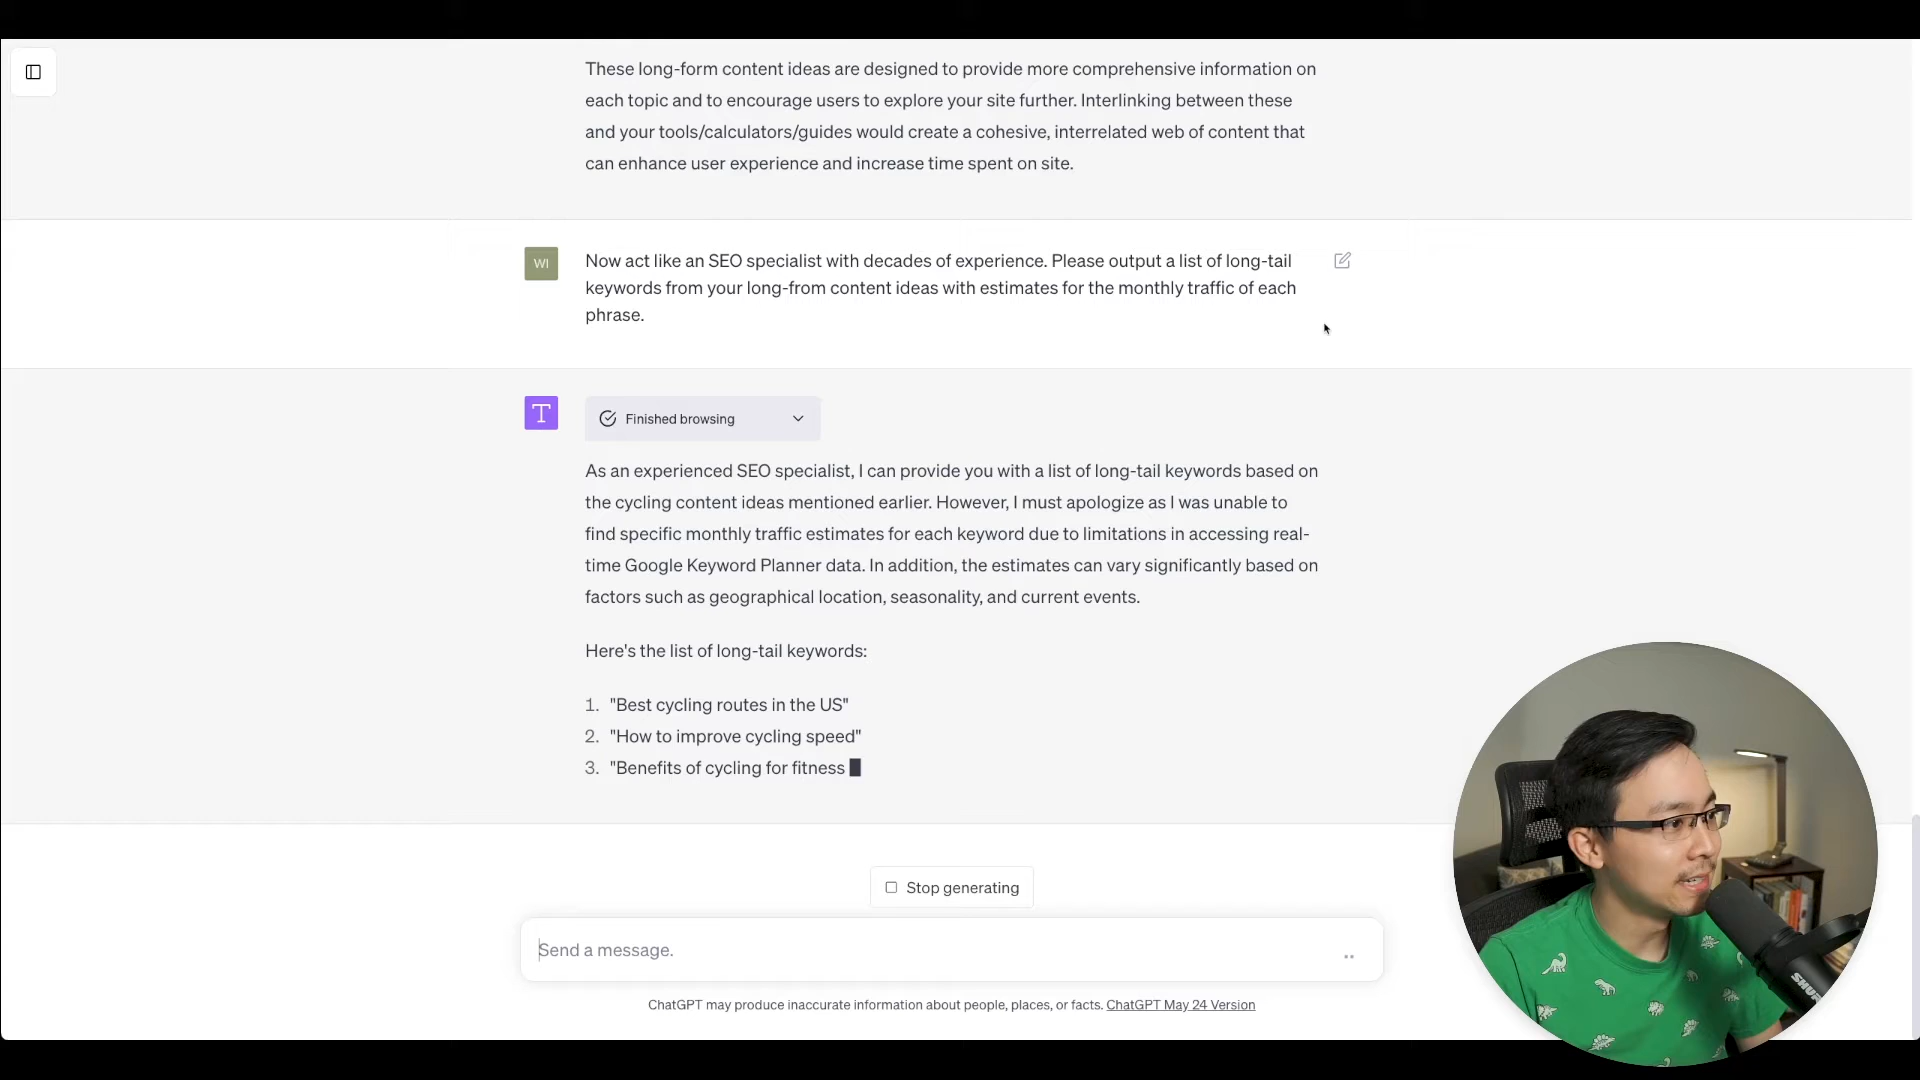 These long-form content ideas are designed to provide more comprehensive information on
each topic and to encourage users to explore your site further. Interlinking between these
and your tools/calculators/guides would create a cohesive, interrelated web of content that
can enhance user experience and increase time spent on site.
WI
Now act like an SEO specialist with decades of experience. Please output a list of long-tail
keywords from your long-from content ideas with estimates for the monthly traffic of each
phrase.
T
Finished browsing
As an experienced SEO specialist, I can provide you with a list of long-tail keywords based on
the cycling content ideas mentioned earlier. However, I must apologize as I was unable to
find specific monthly traffic estimates for each keyword due to limitations in accessing real-
time Google Keyword Planner data. In addition, the estimates can vary significantly based on
factors such as geographical location, seasonality, and current events.
Here's the list of long-tail keywords:
1. "Best cycling routes in the US"
2. "How to improve cycling speed"
3. "Benefits of cycling for fitness
Stop generating
Send a message.
ChatGPT may produce inaccurate information about people, places, or facts. ChatGPT May 24 Version
SHURE